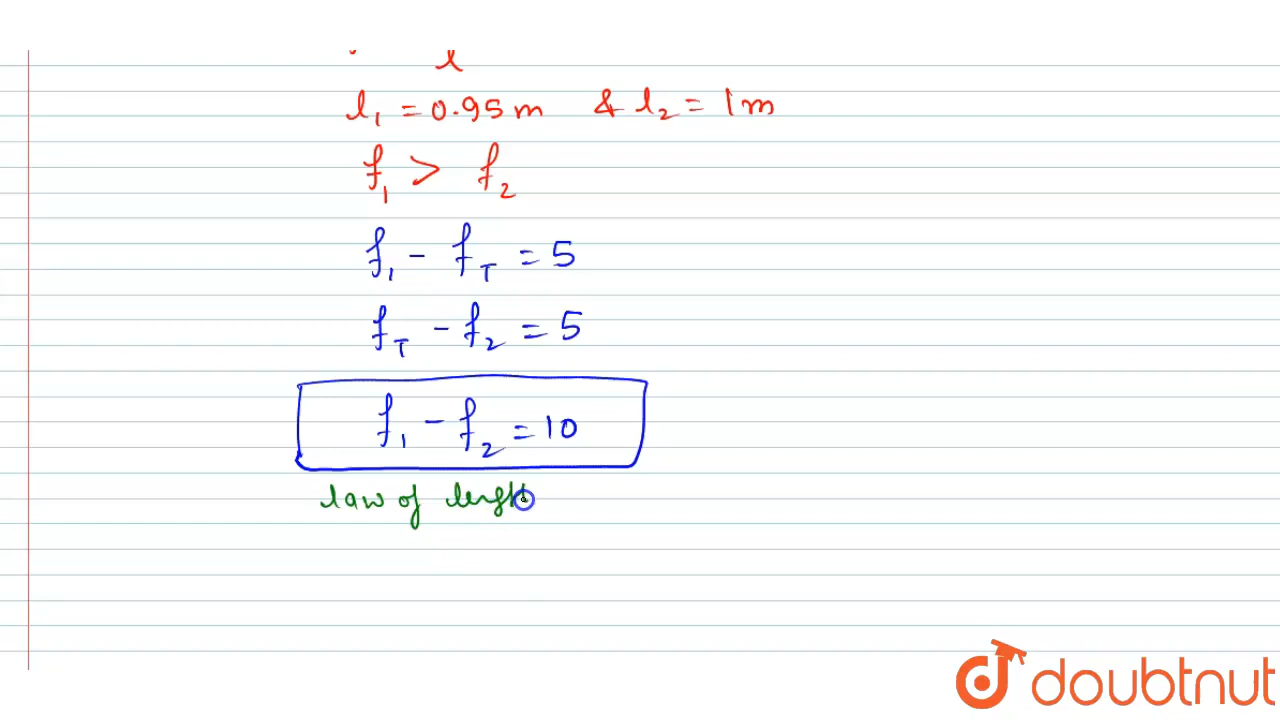 l
l₁ = 0.95 m & l₂ = 1 m
f₁ > f₂
f₁ - f_T = 5
f_T - f₂ = 5
f₁ - f₂ = 10
law of length
doubtnut